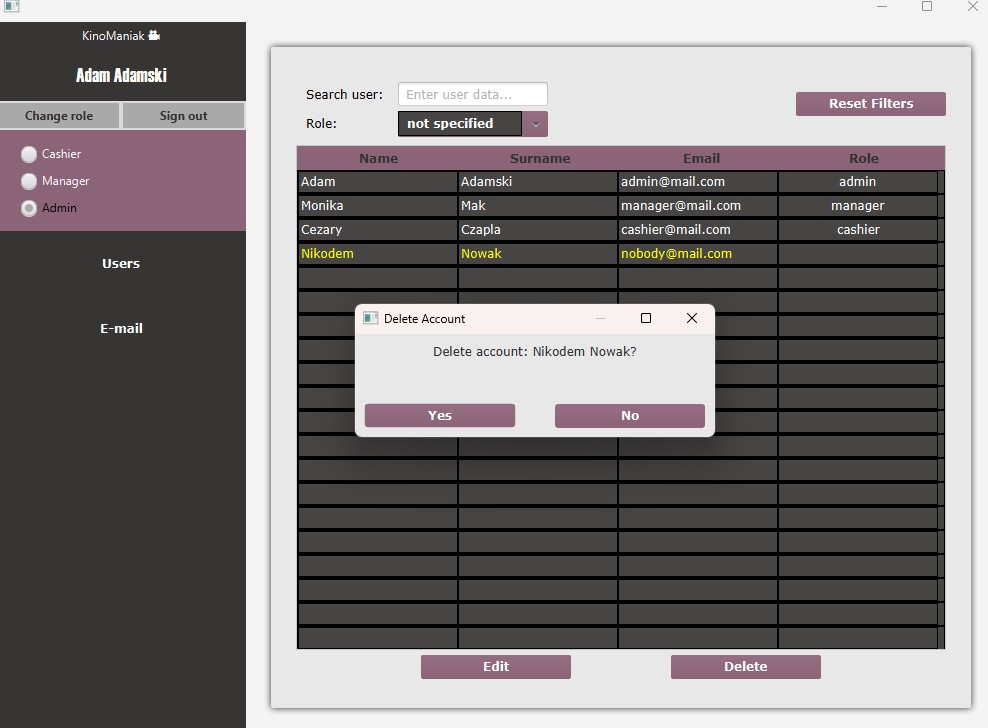 KinoManiak
Adam Adamski
Change role Sign out
Cashier
Manager
Admin
Users
E-mail
Search user: Enter user data...
Role: not specified
Reset Filters
Name Surname Email Role
Adam Adamski admin@mail.com admin
Monika Mak manager@mail.com manager
Cezary Czapla cashier@mail.com cashier
Nikodem Nowak nobody@mail.com
Delete Account
Delete account: Nikodem Nowak?
Yes No
Edit Delete